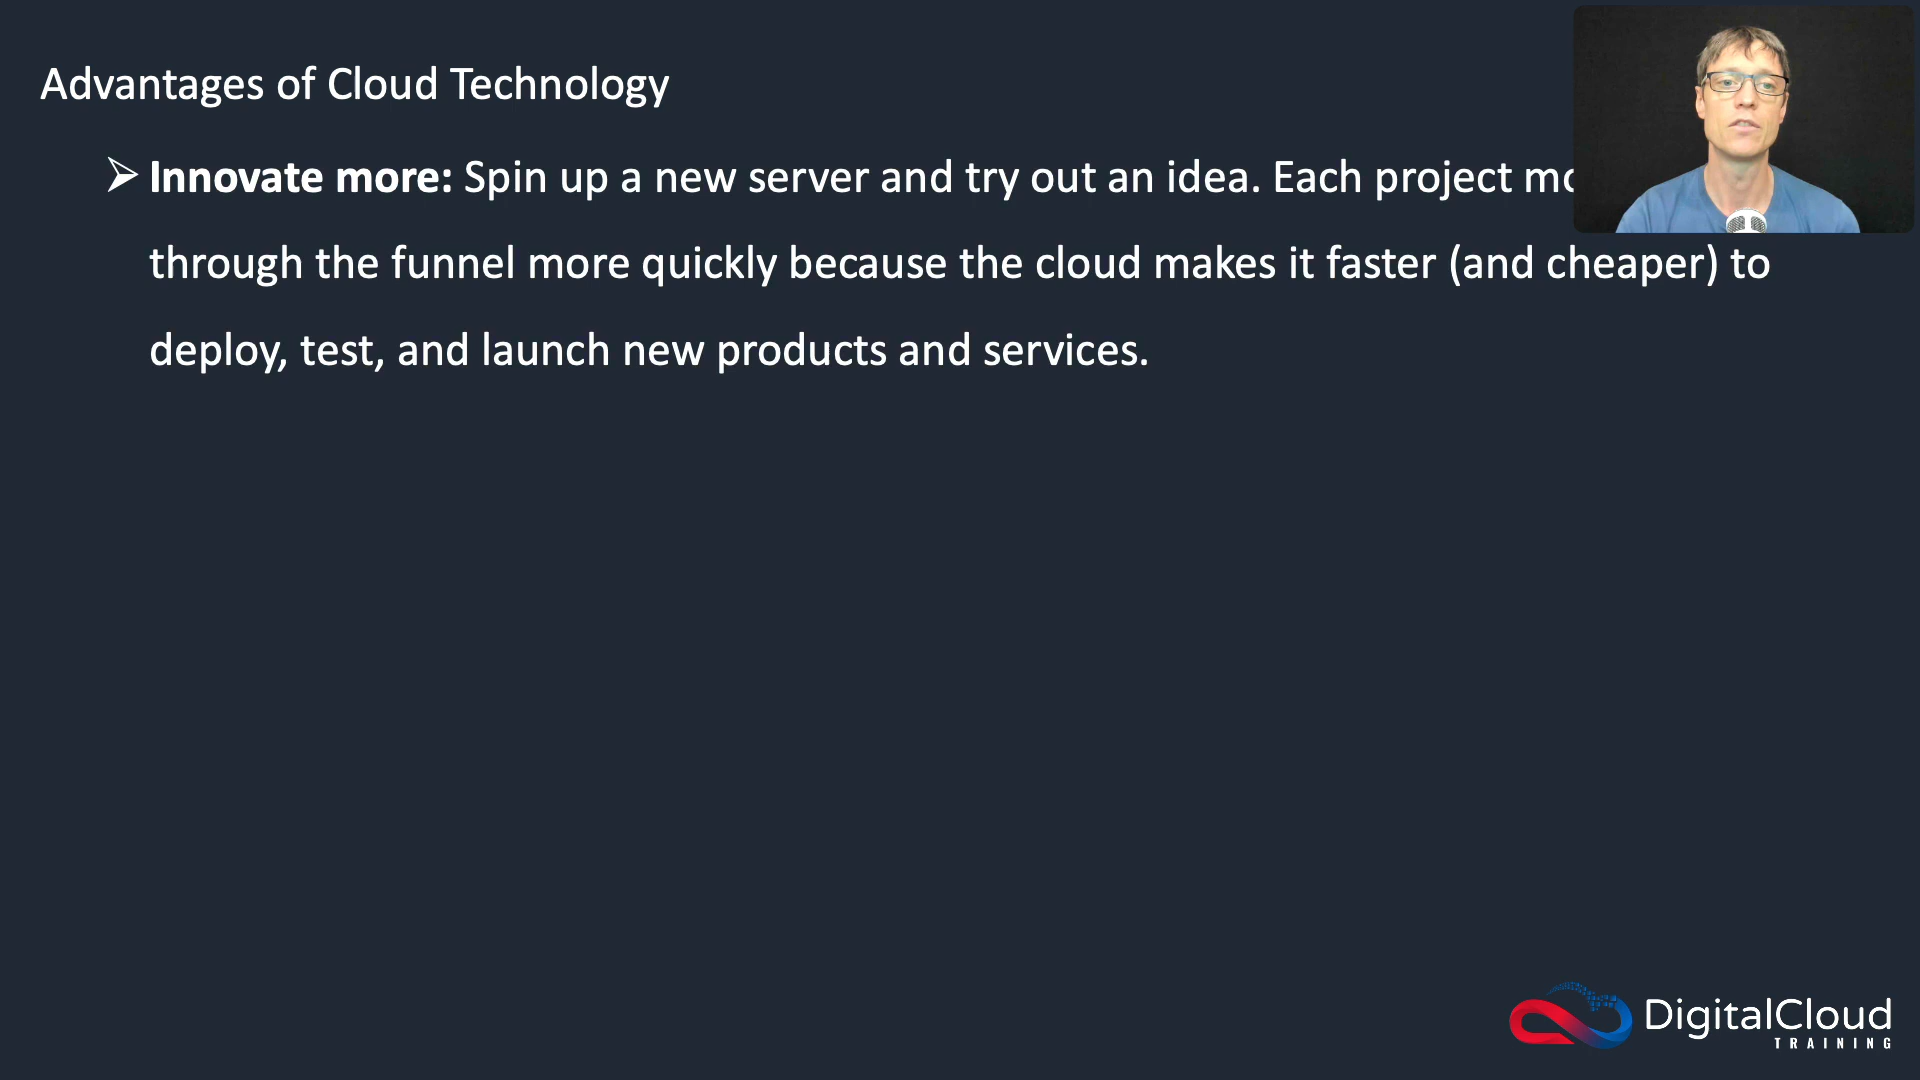 Advantages of Cloud Technology
➢ Innovate more: Spin up a new server and try out an idea. Each project
through the funnel more quickly because the cloud makes it faster (and cheaper) to
deploy, test, and launch new products and services.
DigitalCloud
TRAINING